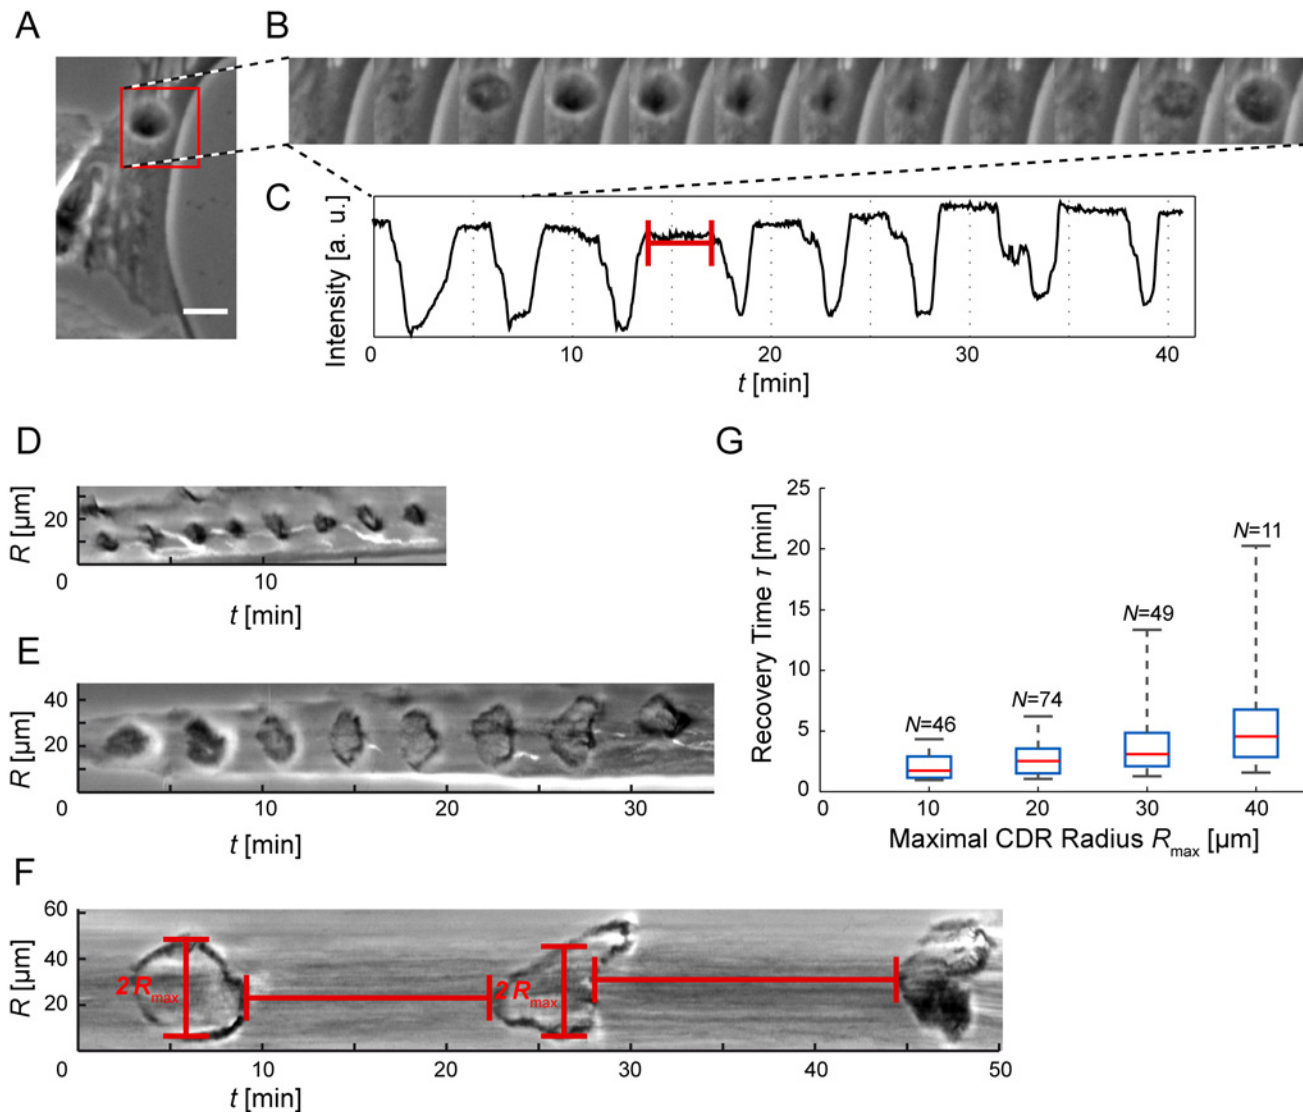 A
B
C
Intensity [a. u.]
0 10 20 30 40
t [min]
D
R [µm]
20
0 10
t [min]
E
R [µm]
40
20
0 10 20 30
t [min]
F
R [µm]
60
40
20
0 10 20 30 40 50
2 Rmax
2 Rmax
t [min]
G
Recovery Time τ [min]
25
20
15
10
5
0
N=46
N=74
N=49
N=11
0 10 20 30 40
Maximal CDR Radius Rmax [µm]